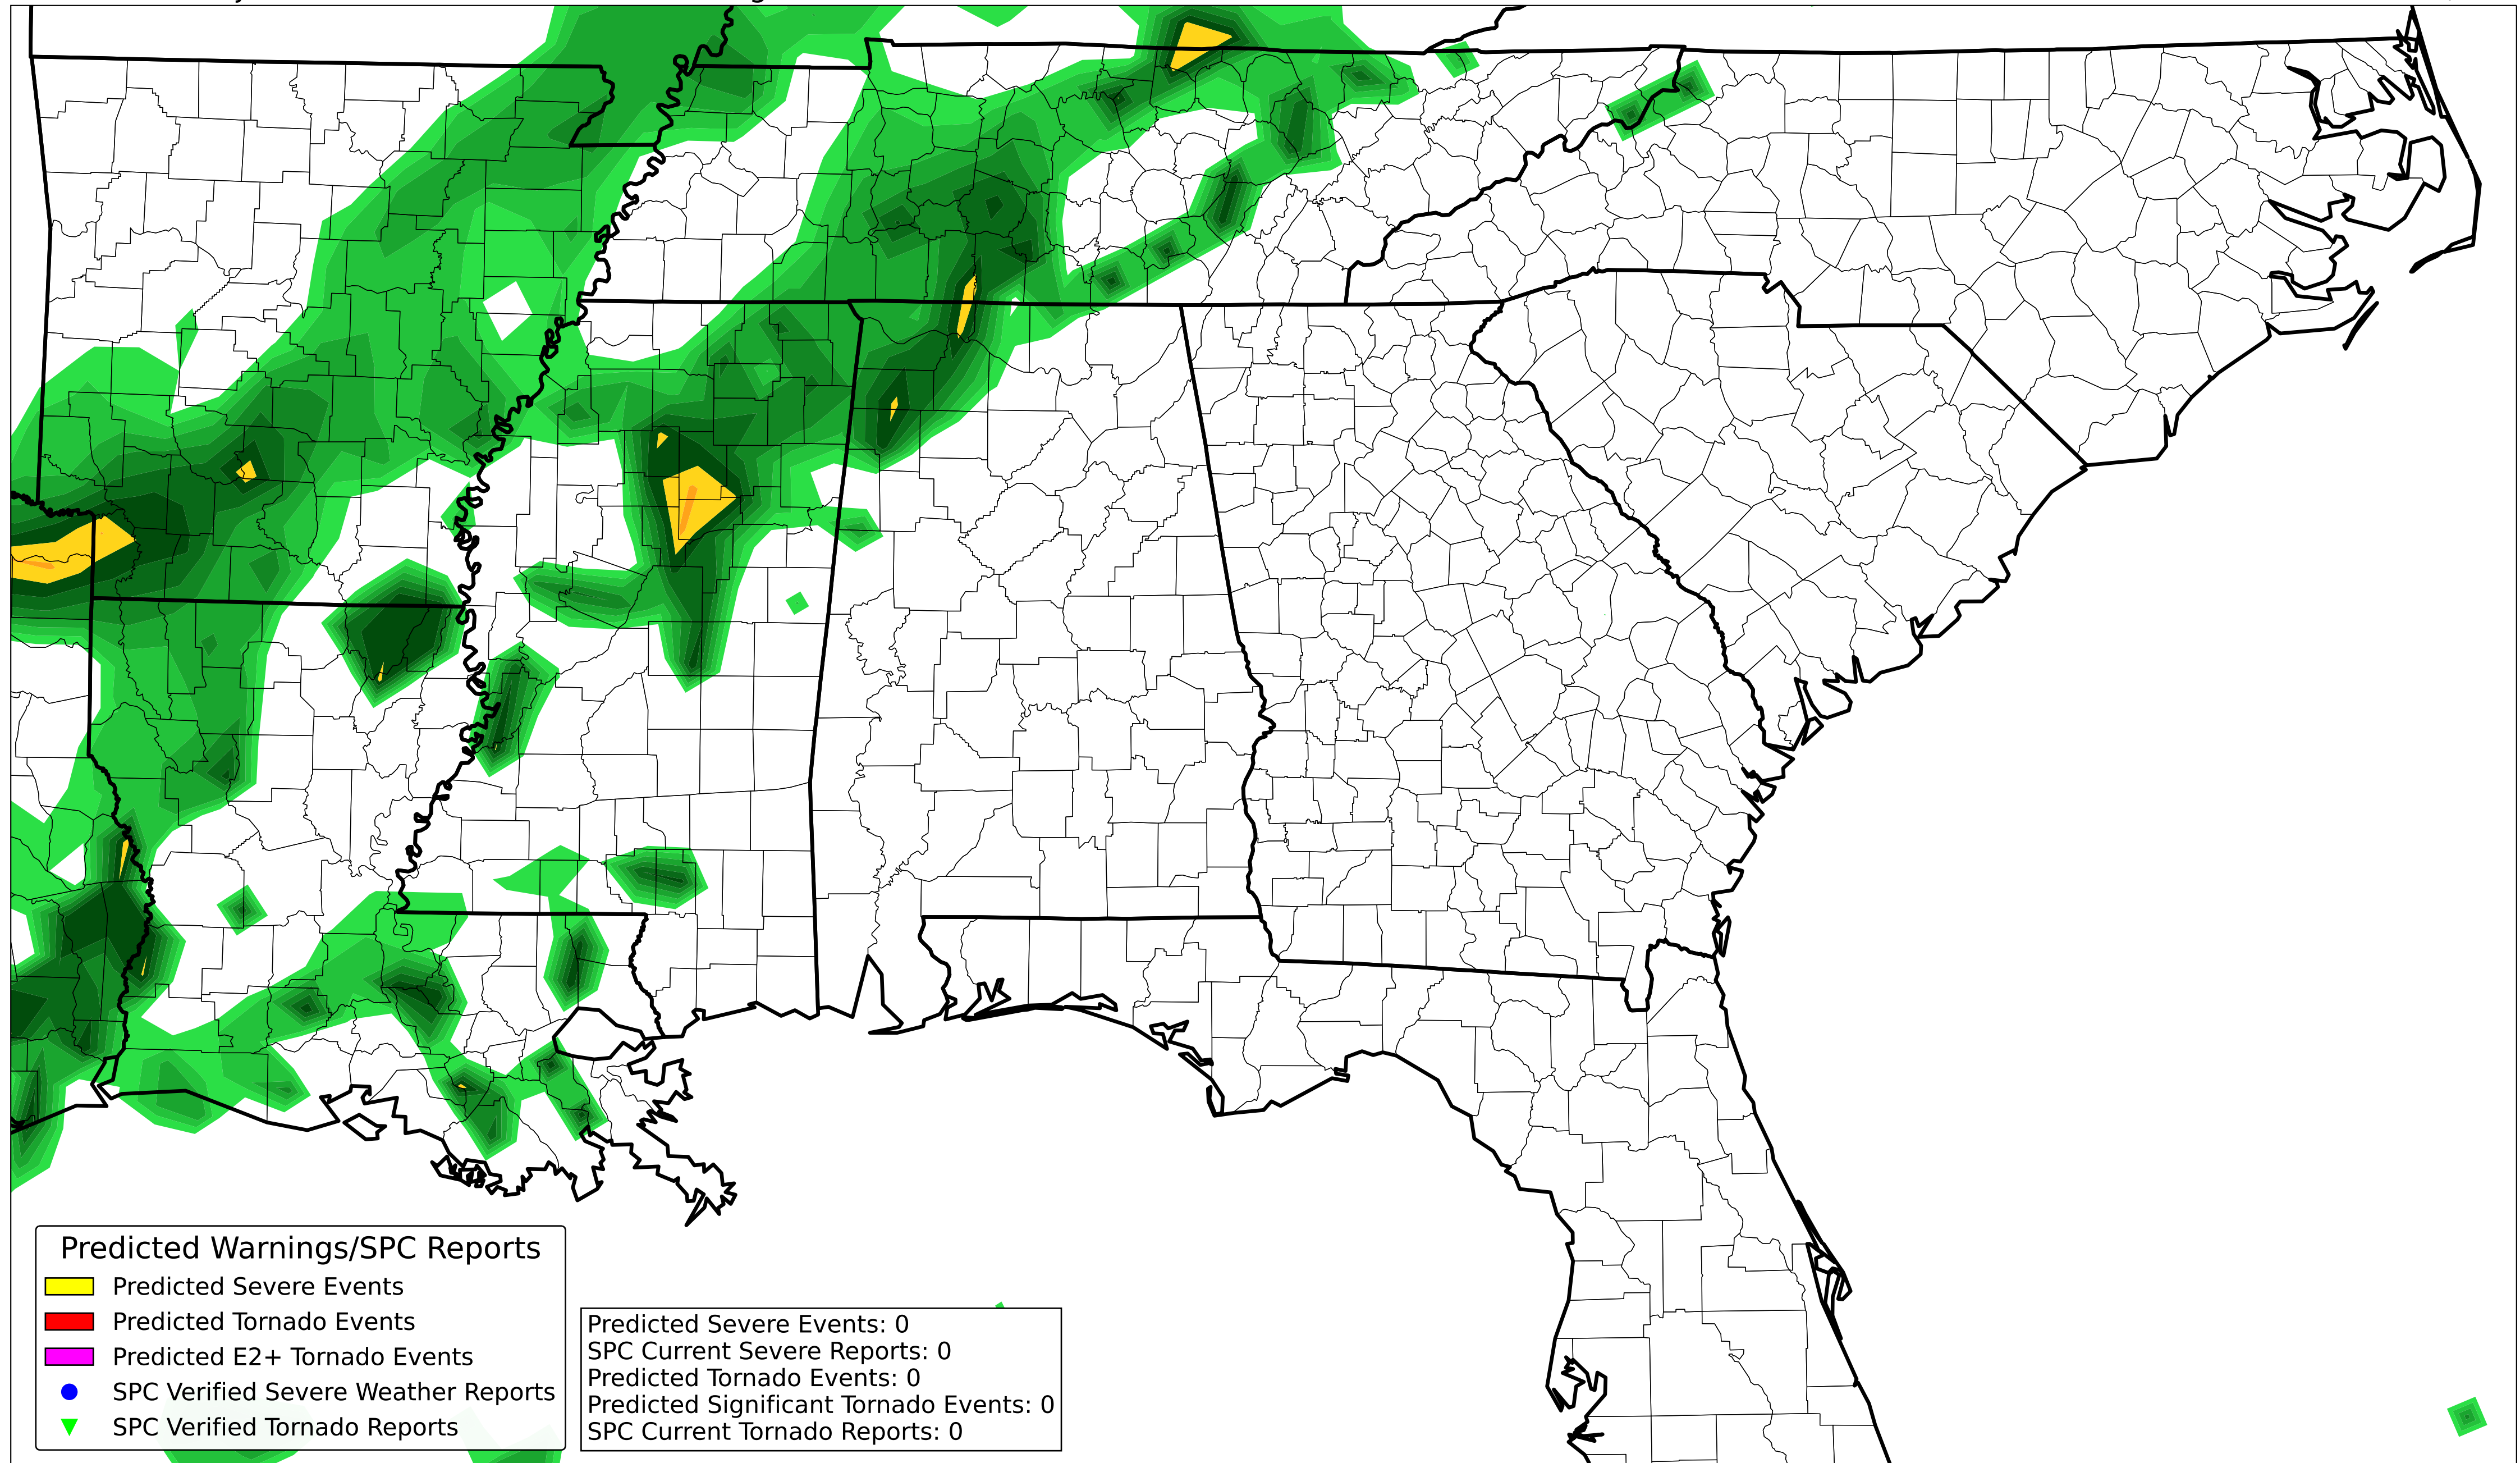 Predicted Warnings/SPC Reports
Predicted Severe Events
Predicted Tornado Events
Predicted E2+ Tornado Events
SPC Verified Severe Weather Reports
SPC Verified Tornado Reports
Predicted Severe Events: 0
SPC Current Severe Reports: 0
Predicted Tornado Events: 0
Predicted Significant Tornado Events: 0
SPC Current Tornado Reports: 0